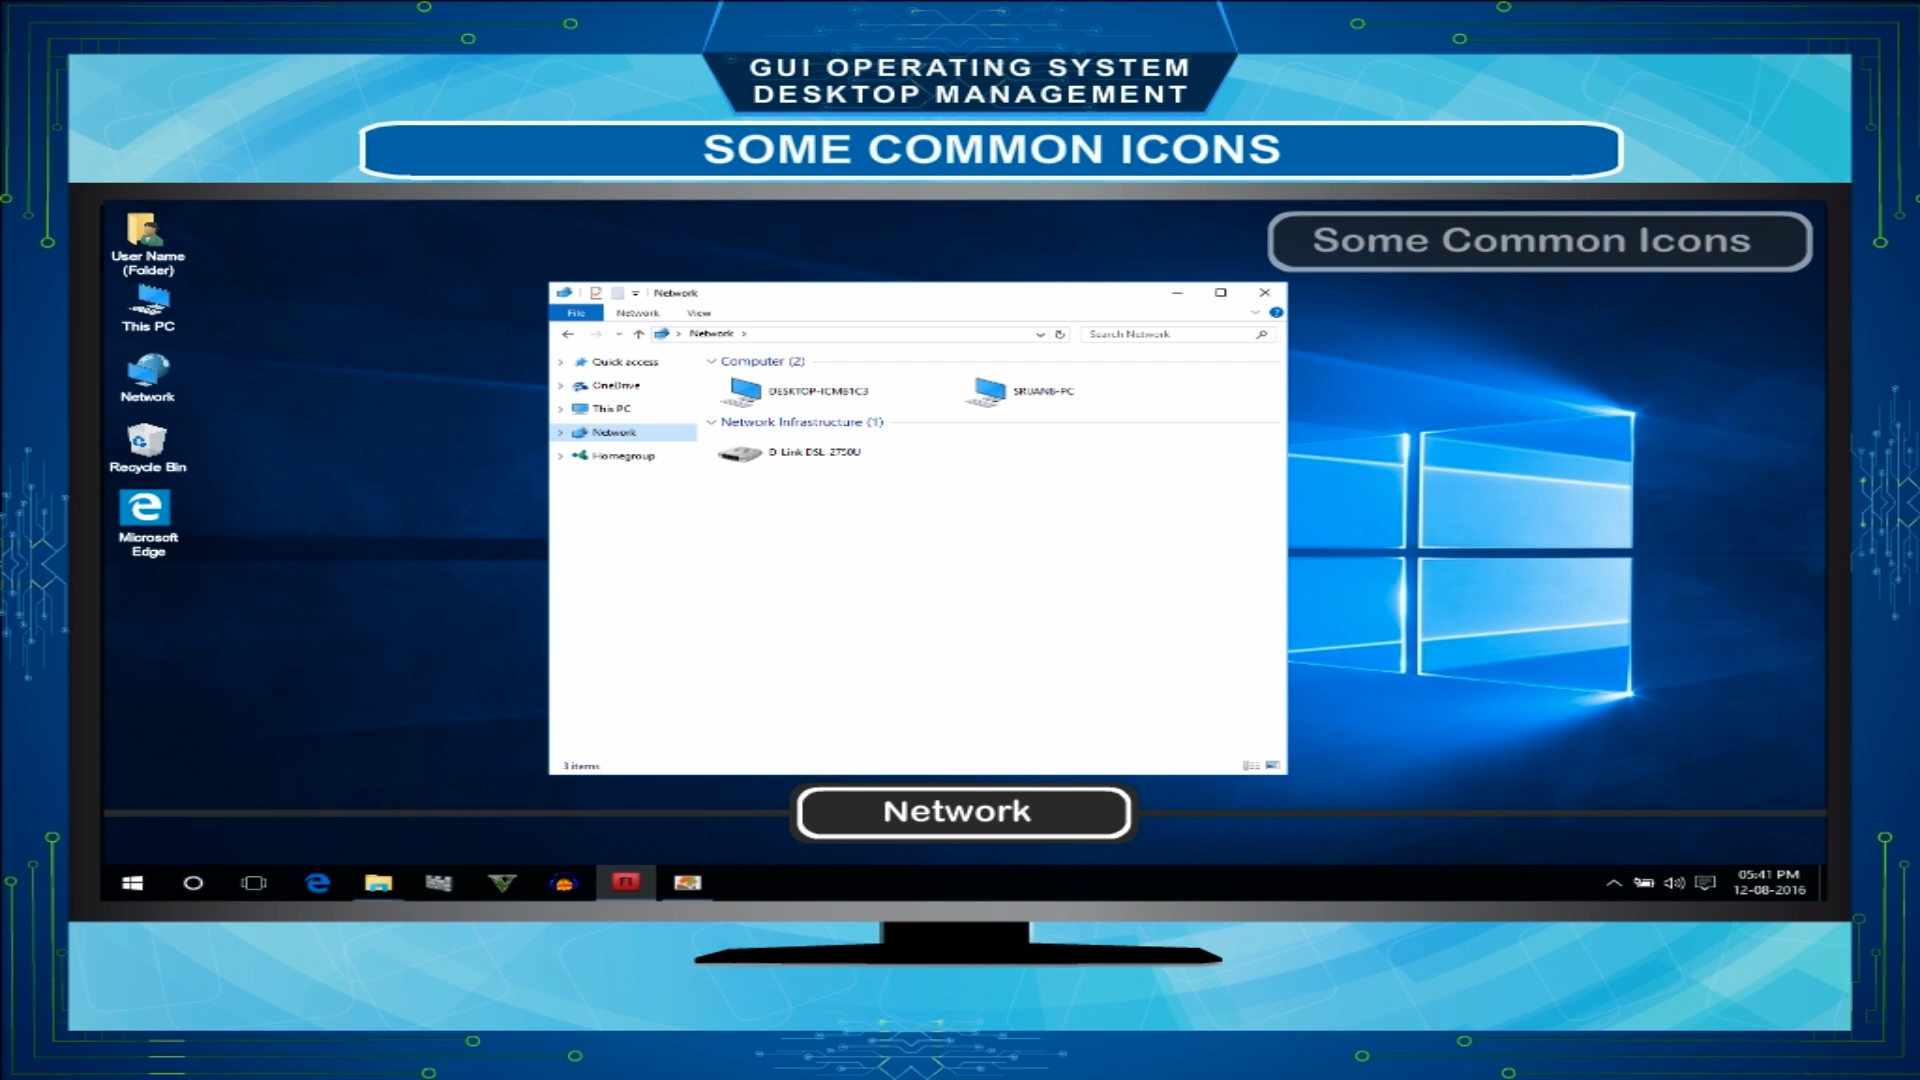 GUI OPERATING SYSTEM
DESKTOP MANAGEMENT
SOME COMMON ICONS
Some Common Icons
User Name
(Folder)
This PC
Network
Recycle Bin
Microsoft
Edge
Network
File Network View
Network
Search Network
Quick access
OneDrive
This PC
Network
Homegroup
Computer (2)
SRIJANB-PC
Network Infrastructure (1)
D-Link DSL-2750U
3 items
Network
05:41 PM
12-08-2016